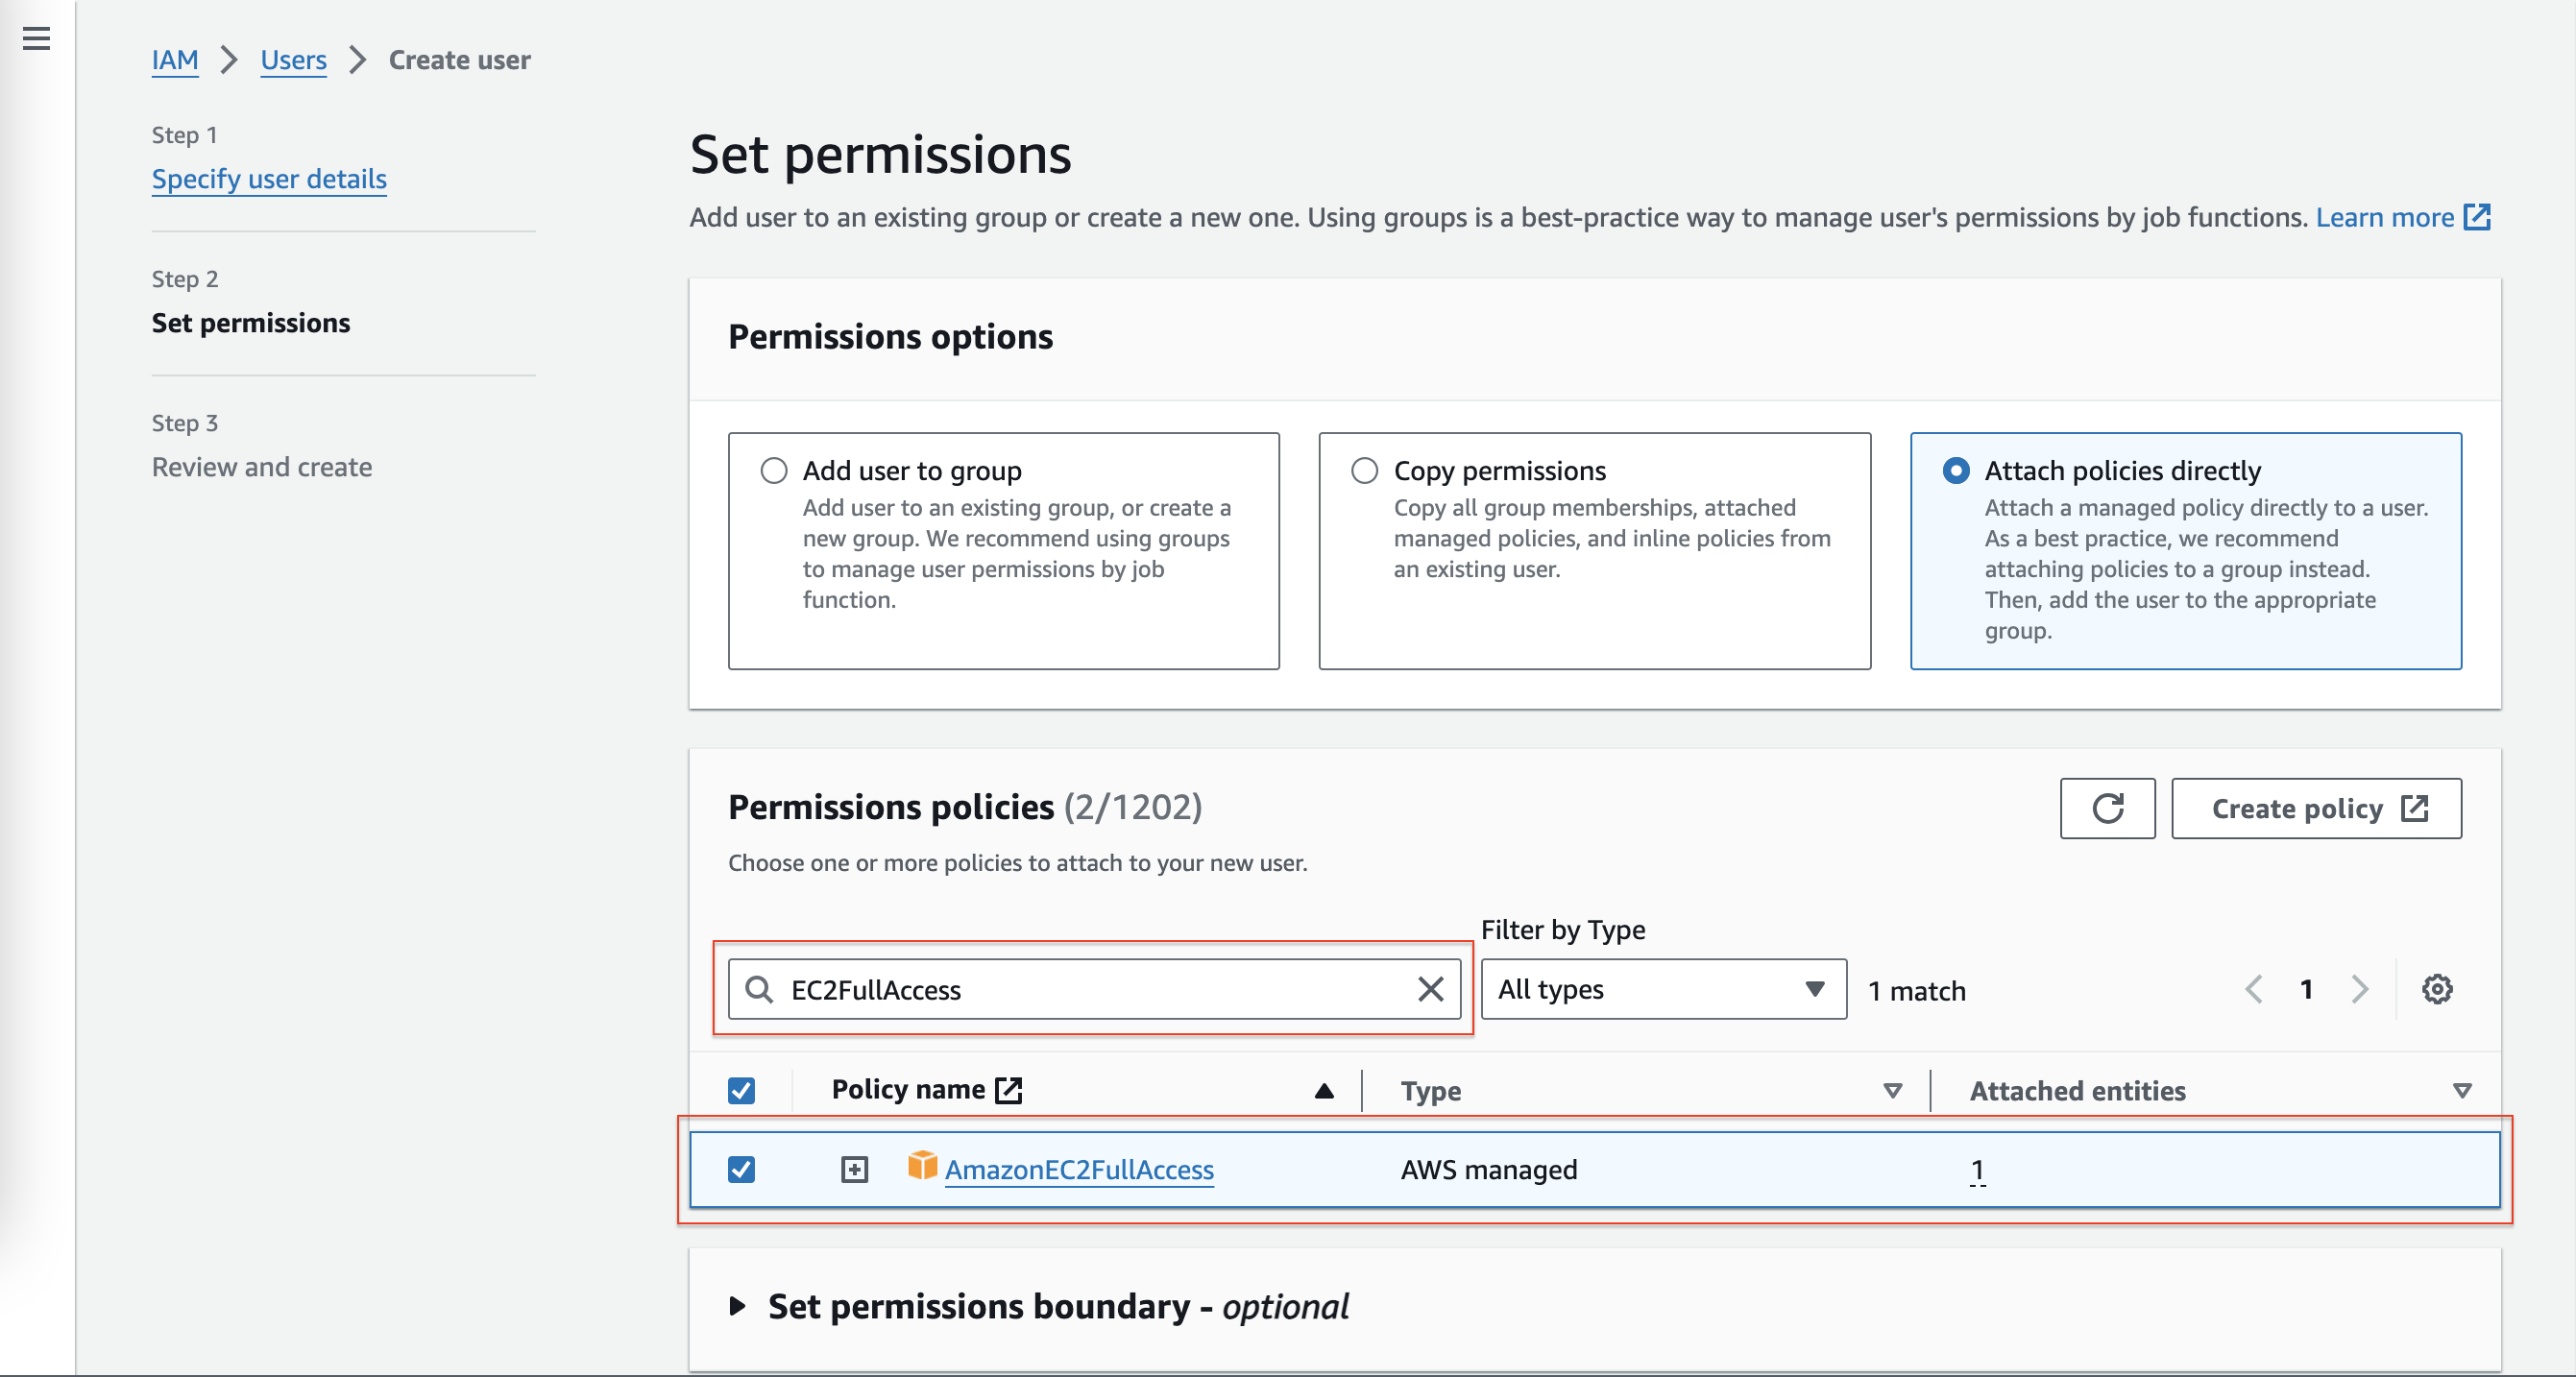 IAM > Users > Create user
Step 1
Specify user details
Step 2
Set permissions
Step 3
Review and create
Set permissions
Add user to an existing group or create a new one. Using groups is a best-practice way to manage user's permissions by job functions. Learn more
Permissions options
Add user to group
Add user to an existing group, or create a
new group. We recommend using groups
to manage user permissions by job
function.
Copy permissions
Copy all group memberships, attached
managed policies, and inline policies from
an existing user.
Attach policies directly
Attach a managed policy directly to a user.
As a best practice, we recommend
attaching policies to a group instead.
Then, add the user to the appropriate
group.
Permissions policies (2/1202)
Create policy
Choose one or more policies to attach to your new user.
Filter by Type
EC2FullAccess
All types
1 match
1
Policy name
Type
Attached entities
AmazonEC2FullAccess
AWS managed
1
Set permissions boundary - optional